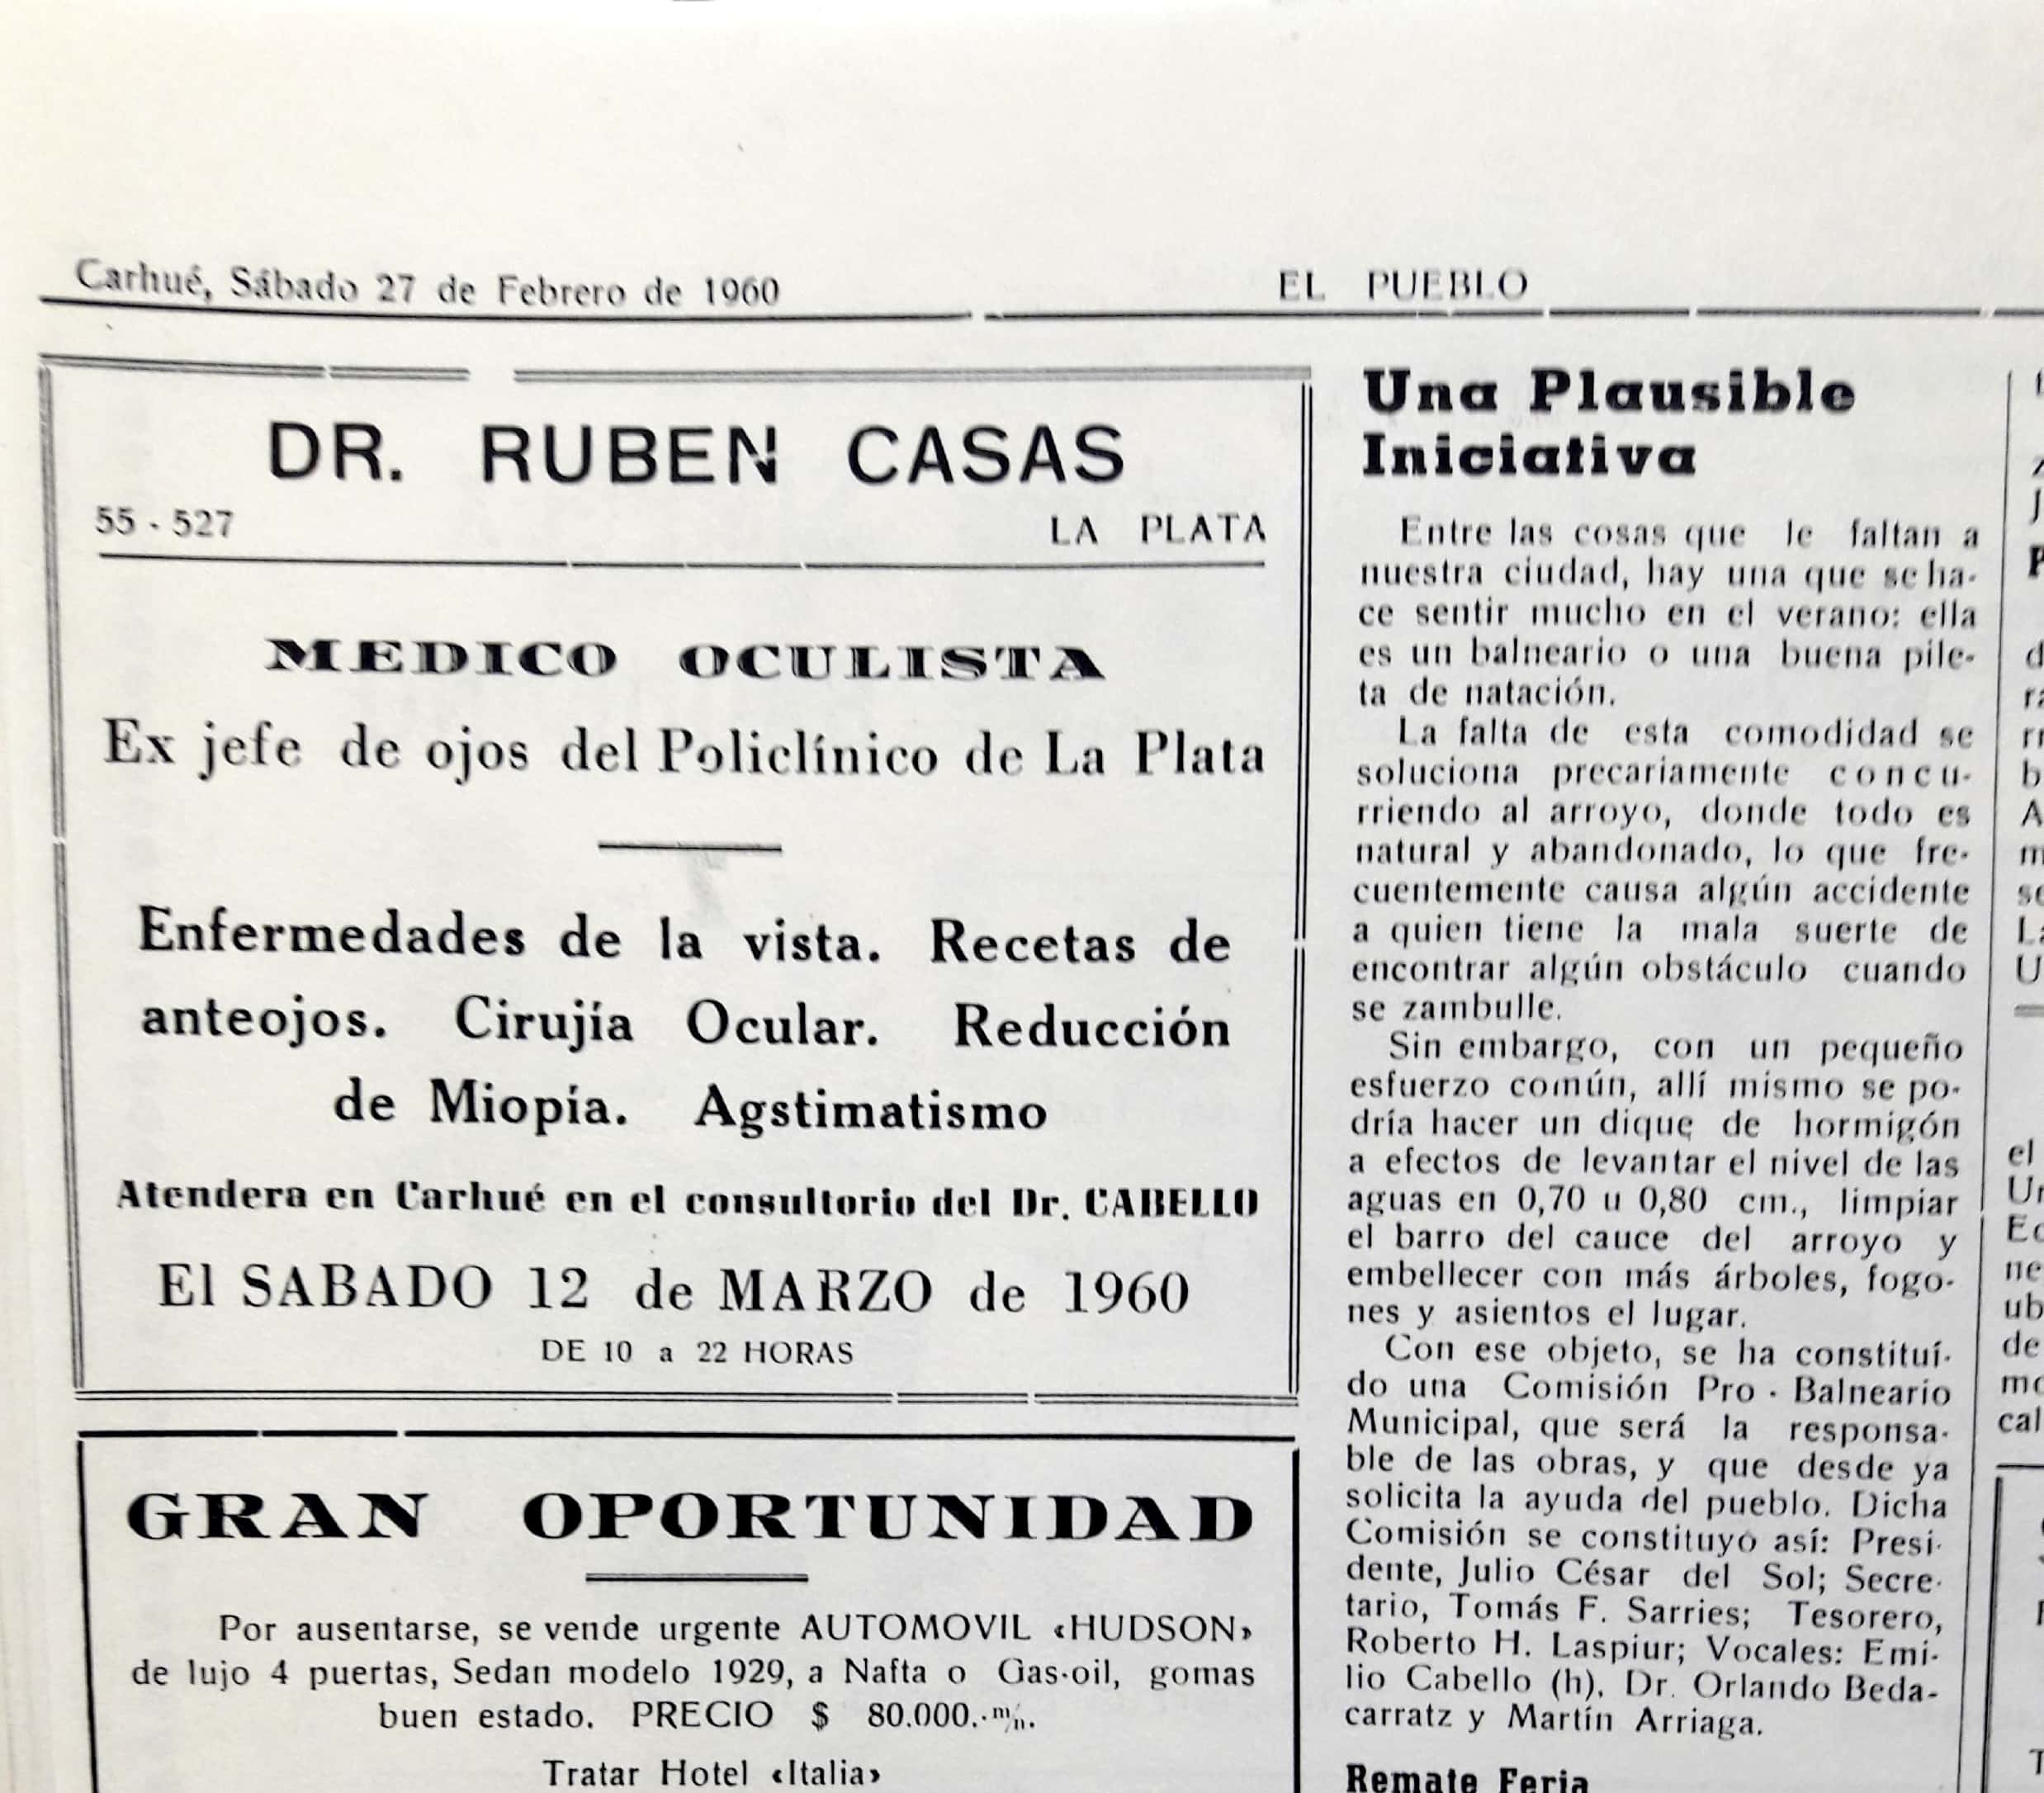 Carhué, Sábado 27 de Febrero de 1960
EL PUEBLO
DR. RUBEN CASAS
55 - 527
LA PLATA
MEDICO OCULISTA
Ex jefe de ojos del Policlínico de La Plata
Enfermedades de la vista. Recetas de
anteojos. Cirujía Ocular. Reducción
de Miopía. Agstimatismo
Atendera en Carhué en el consultorio del Dr. CABELLO
El SABADO 12 de MARZO de 1960
DE 10 a 22 HORAS
GRAN OPORTUNIDAD
Por ausentarse, se vende urgente AUTOMOVIL «HUDSON»
de lujo 4 puertas, Sedan modelo 1929, a Nafta o Gas-oil, gomas
buen estado. PRECIO $ 80.000.- m/n.
Tratar Hotel «Italia»
Una Plausible
Iniciativa
Entre las cosas que le faltan a
nuestra ciudad, hay una que se ha-
ce sentir mucho en el verano: ella
es un balneario o una buena pile-
ta de natación.
La falta de esta comodidad se
soluciona precariamente concu-
rriendo al arroyo, donde todo es
natural y abandonado, lo que fre-
cuentemente causa algún accidente
a quien tiene la mala suerte de
encontrar algún obstáculo cuando
se zambulle.
Sin embargo, con un pequeño
esfuerzo común, allí mismo se po-
dría hacer un dique de hormigón
a efectos de levantar el nivel de las
aguas en 0,70 u 0,80 cm., limpiar
el barro del cauce del arroyo y
embellecer con más árboles, fogo-
nes y asientos el lugar.
Con ese objeto, se ha constituí-
do una Comisión Pro - Balneario
Municipal, que será la responsa-
ble de las obras, y que desde ya
solicita la ayuda del pueblo. Dicha
Comisión se constituyo así: Presi-
dente, Julio César del Sol; Secre-
tario, Tomás F. Sarries; Tesorero,
Roberto H. Laspiur; Vocales: Emi-
lio Cabello (h), Dr. Orlando Beda-
carratz y Martín Arriaga.
Remate Feria